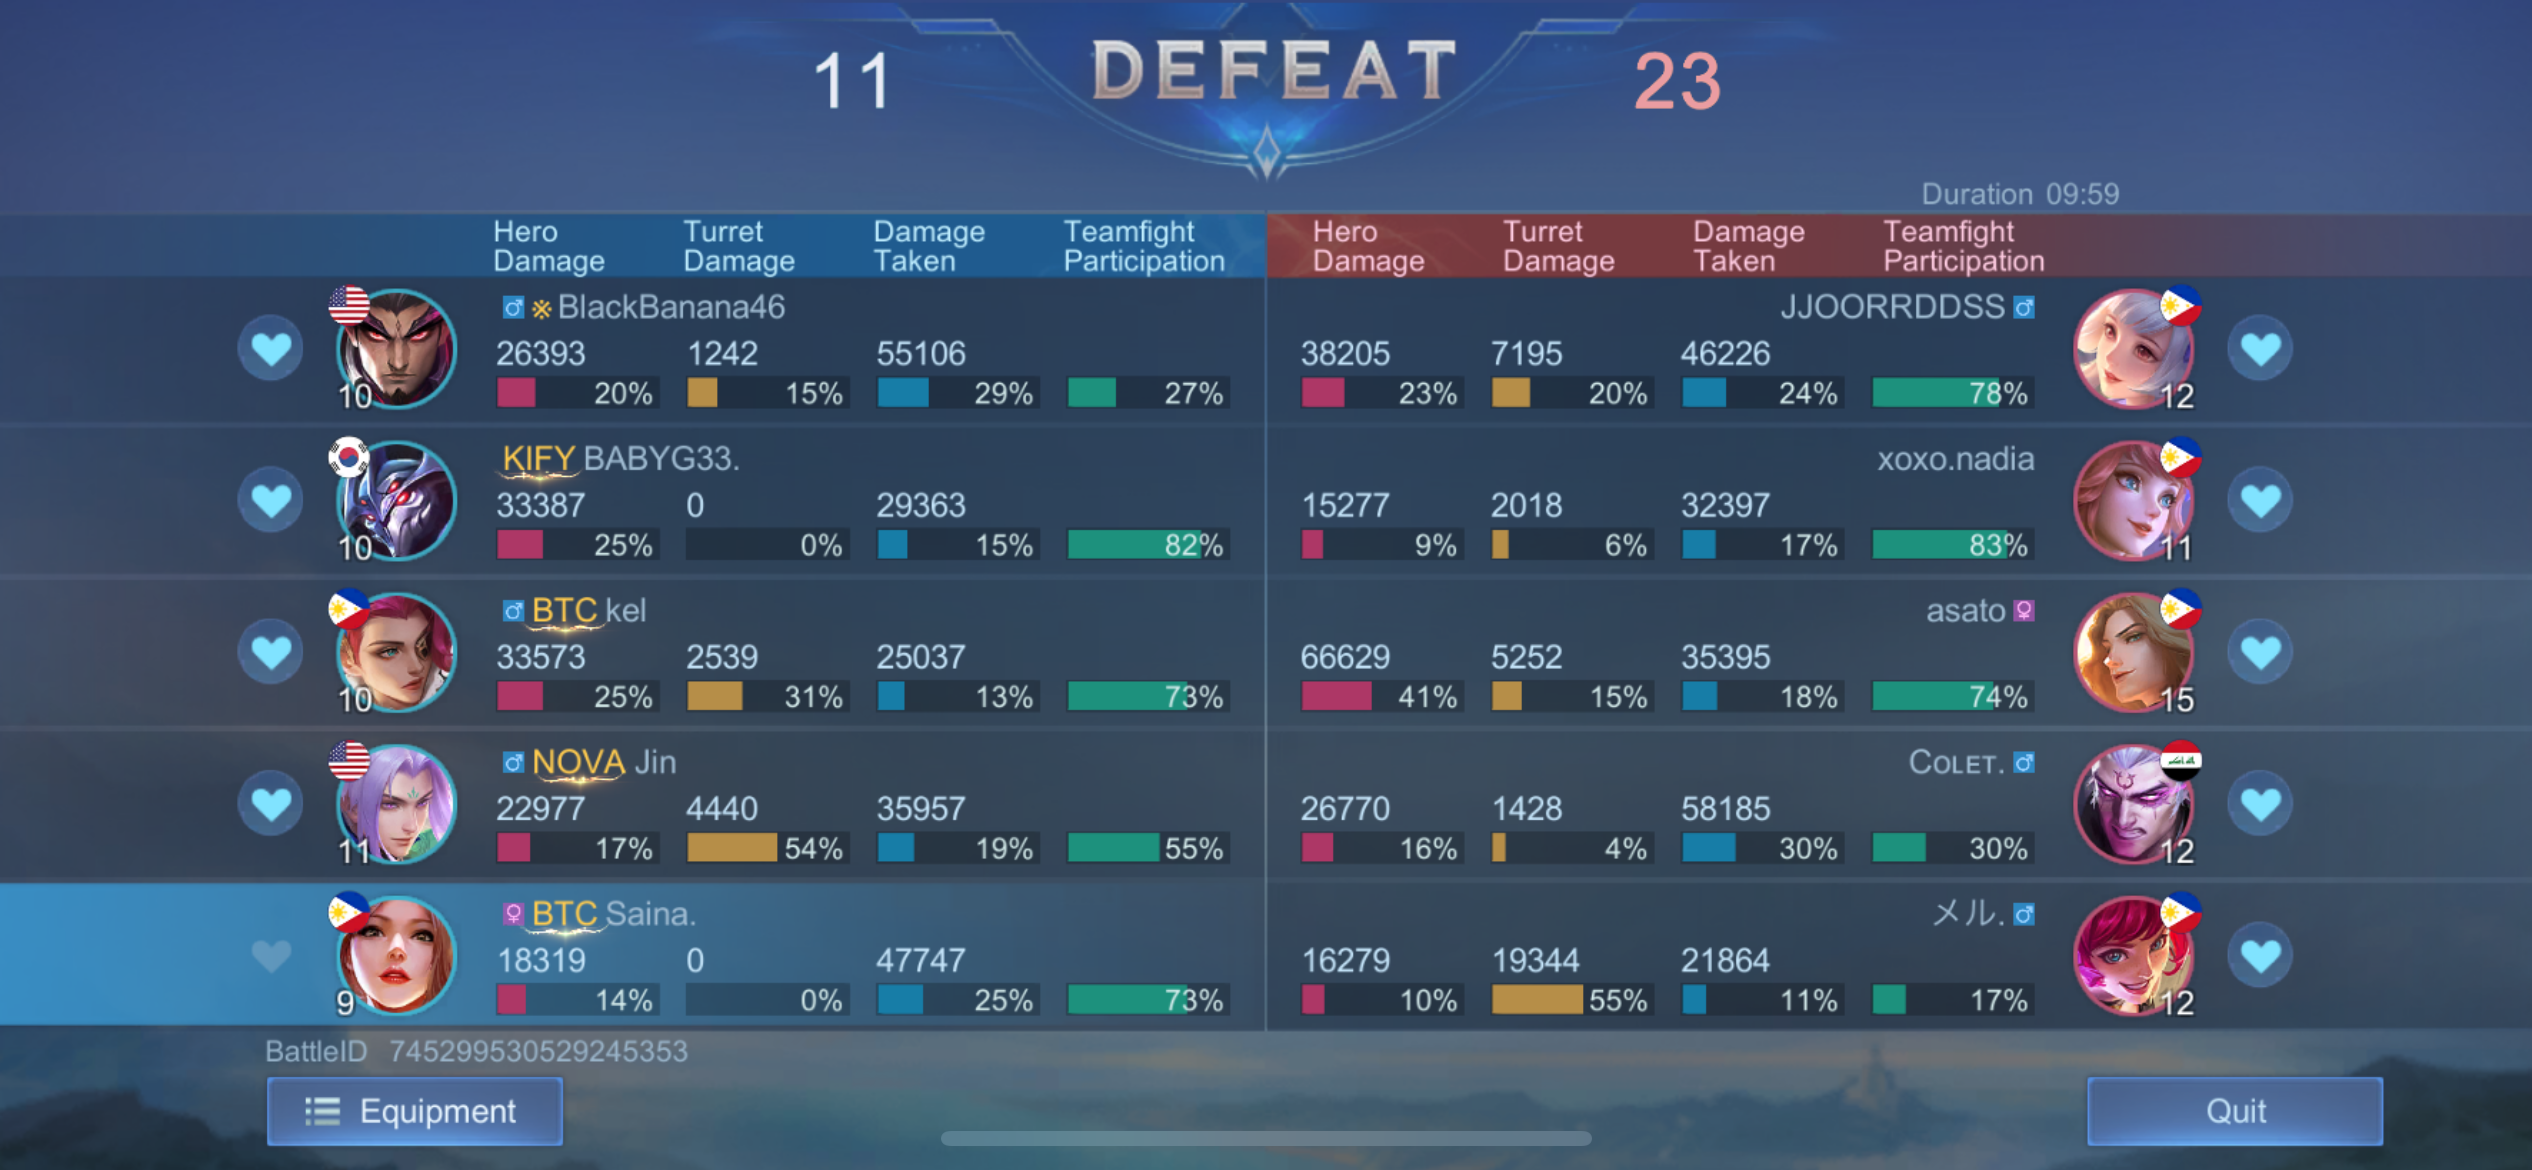 11 DEFEAT 23
Duration 09:59
Hero Damage Turret Damage Damage Taken Teamfight Participation Hero Damage Turret Damage Damage Taken Teamfight Participation
BlackBanana46 JJOORRDDSS
26393 1242 55106 38205 7195 46226
10 20% 15% 29% 27% 23% 20% 24% 78% 12
KIFY BABYG33. xoxo.nadia
33387 0 29363 15277 2018 32397
10 25% 0% 15% 82% 9% 6% 17% 83% 11
BTC kel asato
33573 2539 25037 66629 5252 35395
10 25% 31% 13% 73% 41% 15% 18% 74% 15
NOVA Jin Colet.
22977 4440 35957 26770 1428 58185
11 17% 54% 19% 55% 16% 4% 30% 30% 12
BTC Saina. メル.
18319 0 47747 16279 19344 21864
9 14% 0% 25% 73% 10% 55% 11% 17% 12
BattleID 745299530529245353
Equipment Quit